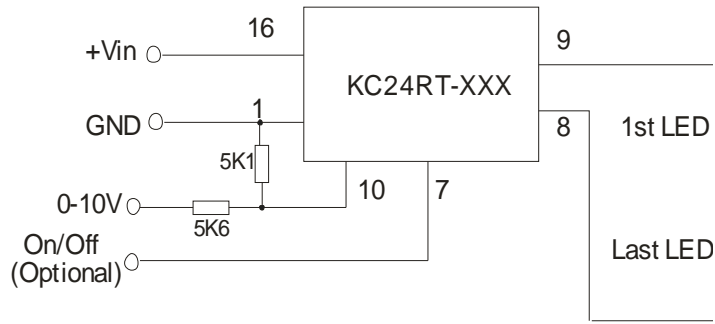 16
+Vin
9
KC24RT-XXX
1
GND
8
1st LED
5K1
10
7
0-10V
5K6
On/Off
(Optional)
Last LED